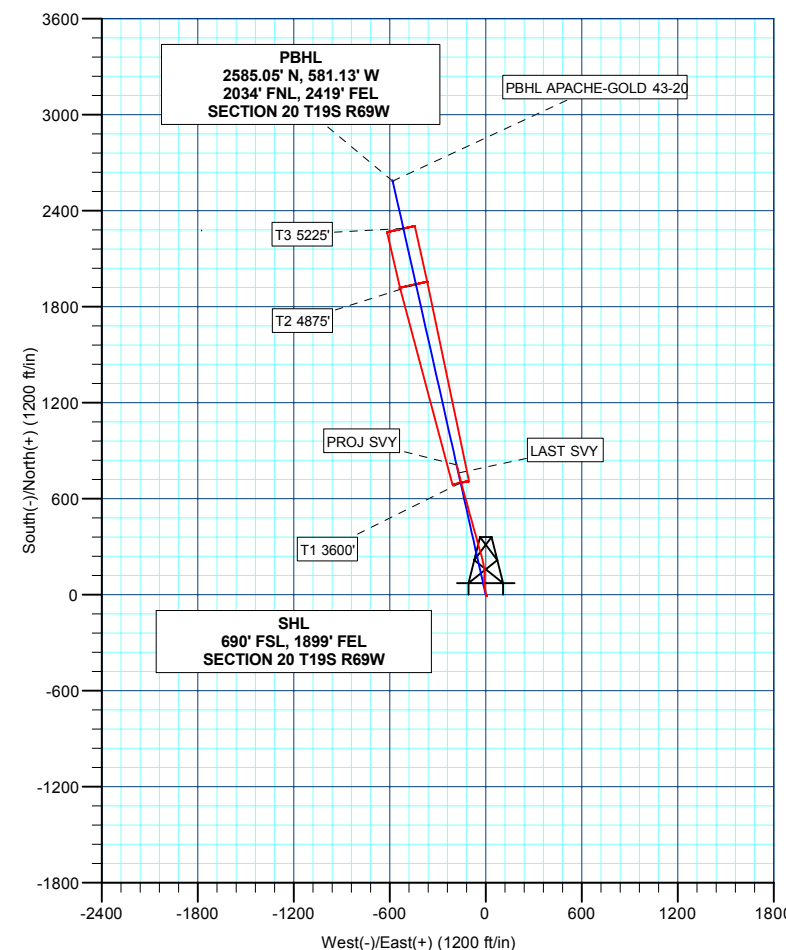 3600
3000
2400
1800
1200
600
0
-600
-1200
-1800
South(-)/North(+) (1200 ft/in)
PBHL
2585.05' N, 581.13' W
2034' FNL, 2419' FEL
SECTION 20 T19S R69W
PBHL APACHE-GOLD 43-20
T3 5225'
T2 4875'
PROJ SVY
LAST SVY
T1 3600'
SHL
690' FSL, 1899' FEL
SECTION 20 T19S R69W
-2400 -1800 -1200 -600 0 600 1200 1800
West(-)/East(+) (1200 ft/in)